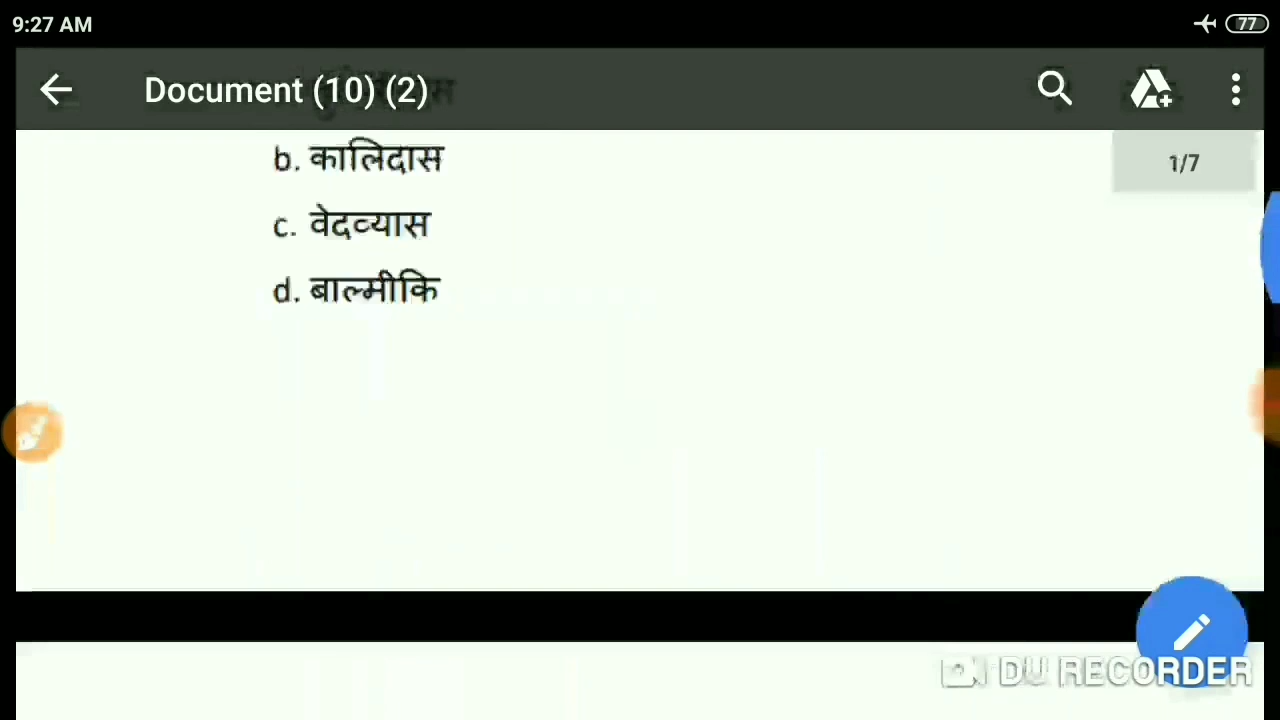 9:27 AM
77
Document (10) (2)
b. कालिदास
1/7
c. वेदव्यास
d. बाल्मीकि
DU RECORDER